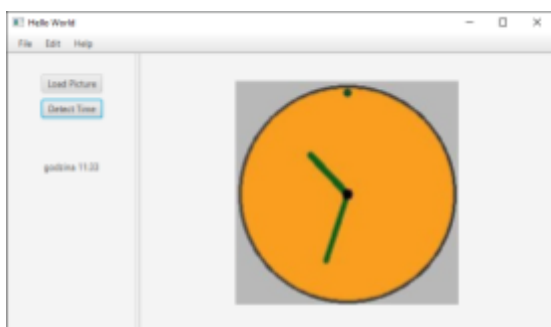 Hello World
File Edit Help
Load Picture
Detect Time
godzina 11:33